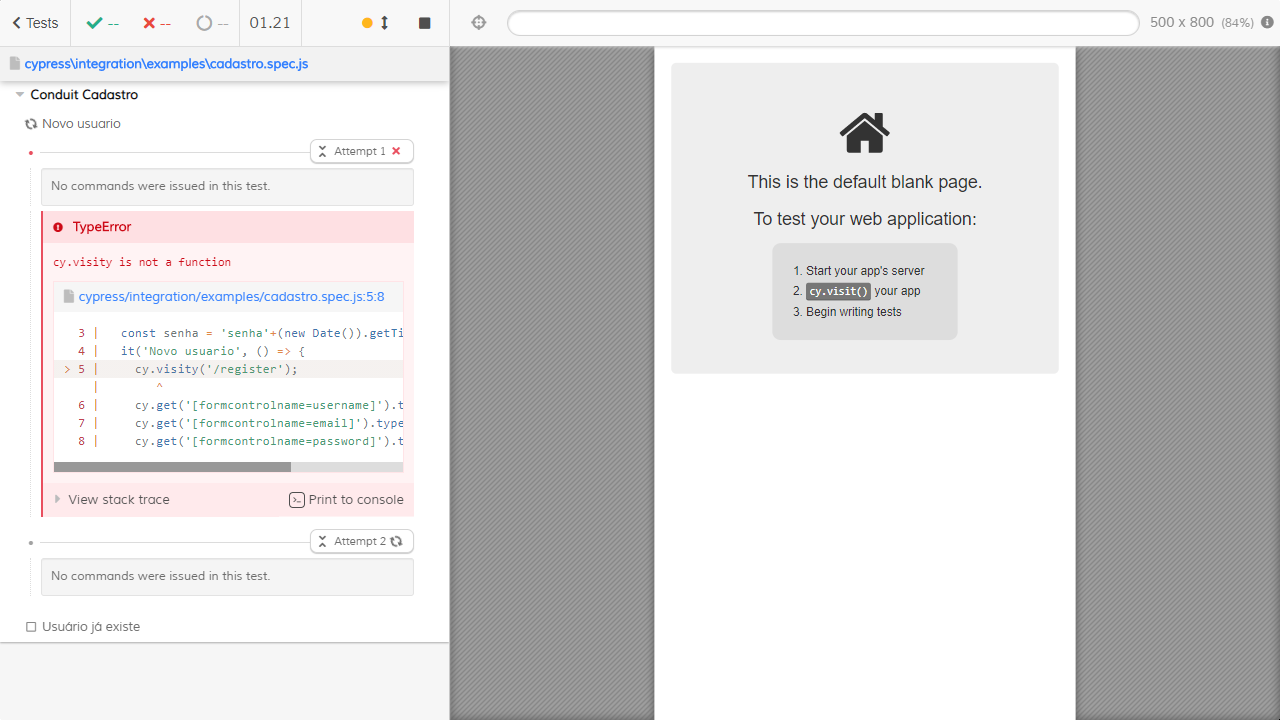 Tests
--
--
--
01.21
500 x 800 (84%)
cypress\integration\examples\cadastro.spec.js
Conduit Cadastro
Novo usuario
Attempt 1
No commands were issued in this test.
TypeError
cy.visity is not a function
cypress/integration/examples/cadastro.spec.js:5:8
3 | const senha = 'senha'+(new Date()).getTi
4 | it('Novo usuario', () => {
> 5 | cy.visity('/register');
| ^
6 | cy.get('[formcontrolname=username]').t
7 | cy.get('[formcontrolname=email]').type
8 | cy.get('[formcontrolname=password]').t
View stack trace
Print to console
Attempt 2
No commands were issued in this test.
Usuário já existe
This is the default blank page.
To test your web application:
1. Start your app's server
2. cy.visit() your app
3. Begin writing tests